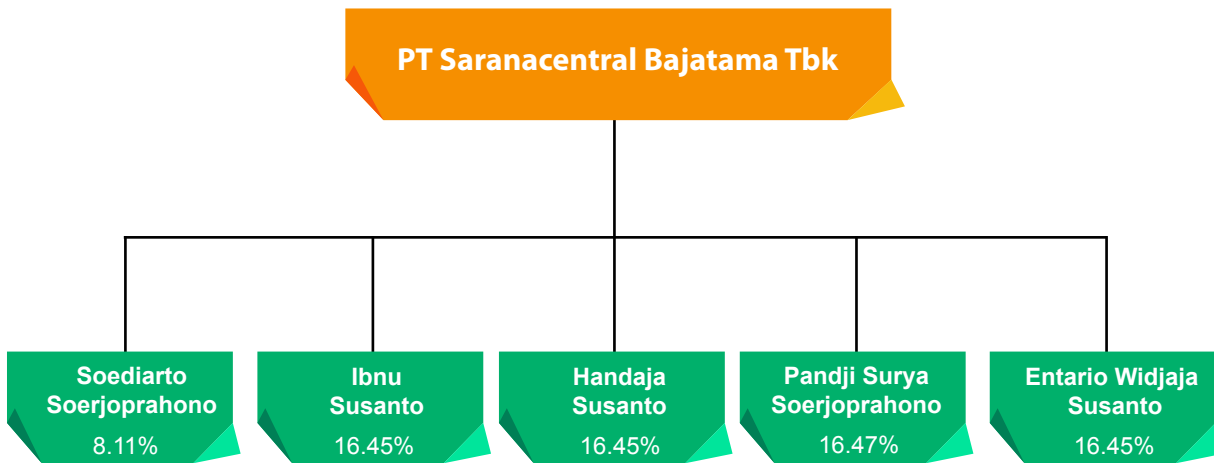 PT Saranacentral Bajatama Tbk
Soediarto
Soerjoprahono
8.11%
Ibnu
Susanto
16.45%
Handaja
Susanto
16.45%
Pandji Surya
Soerjoprahono
16.47%
Entario Widjaja
Susanto
16.45%